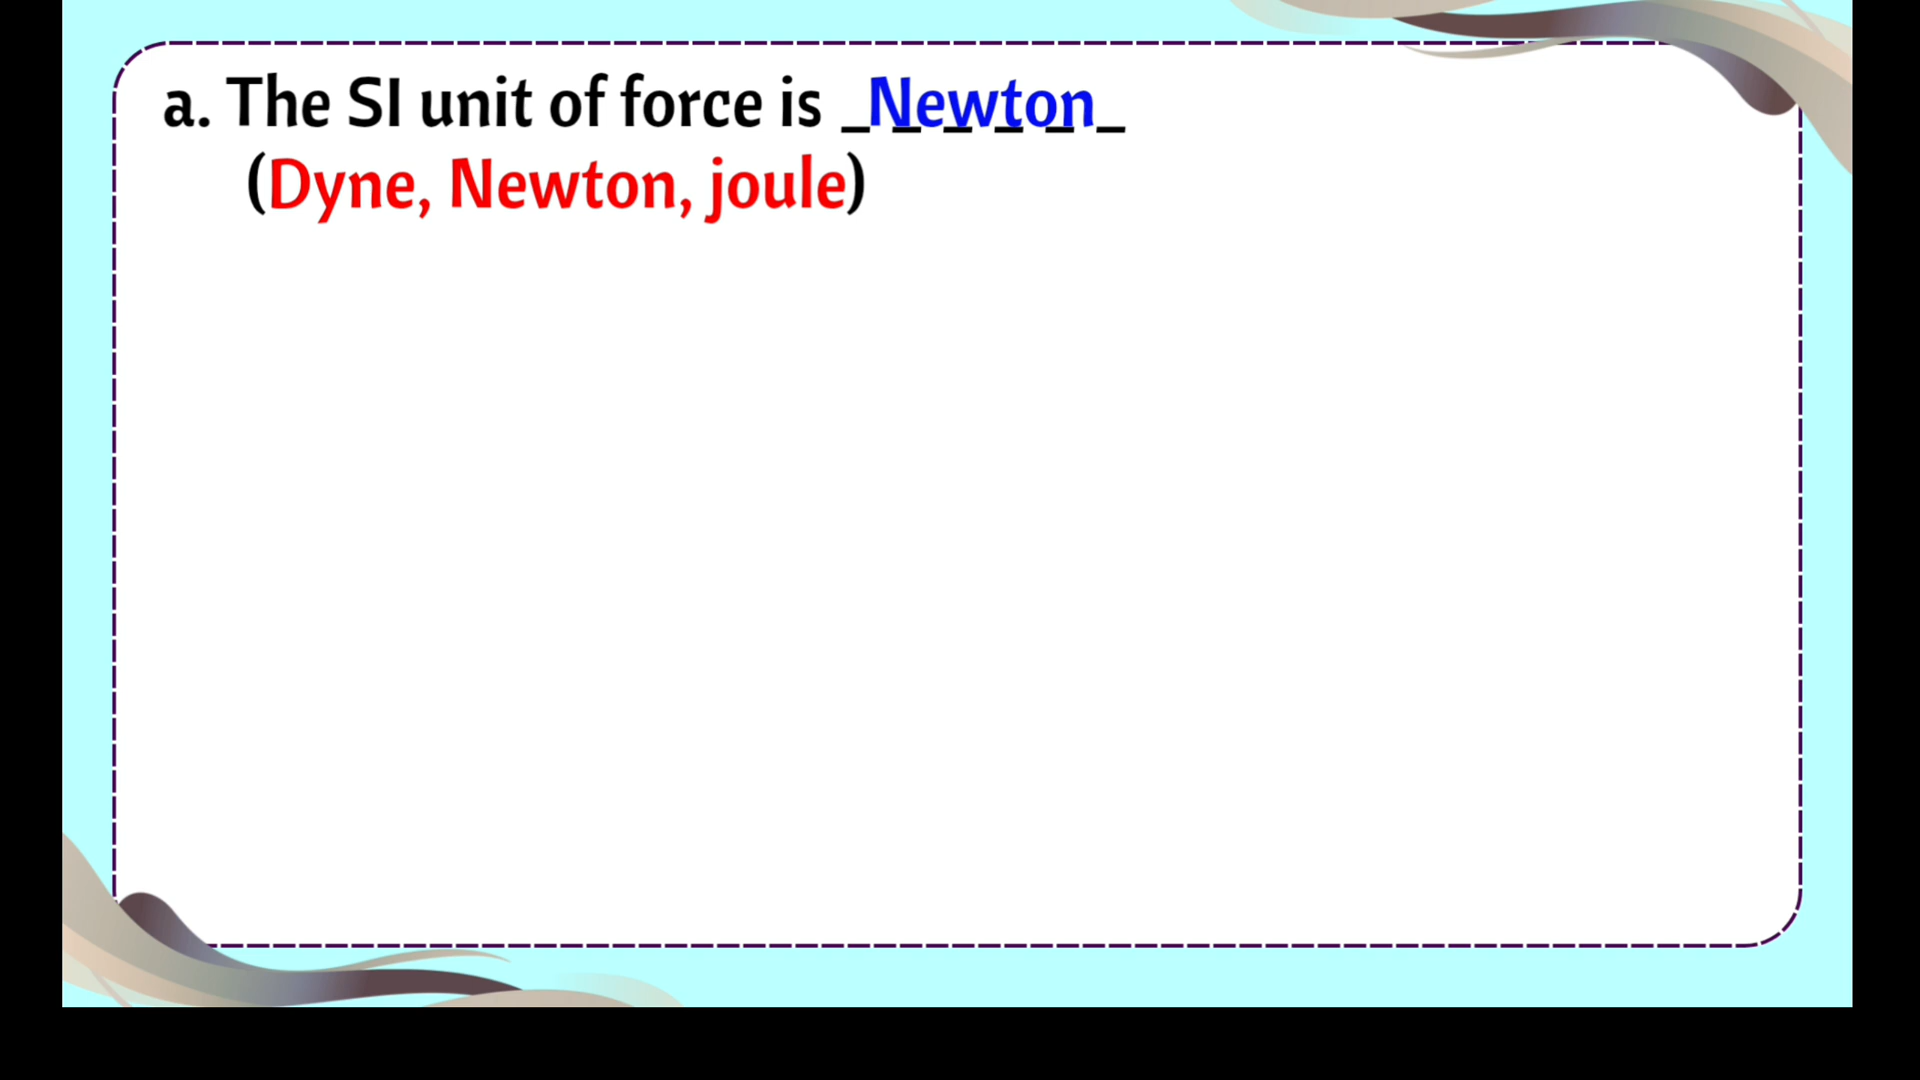 a. The SI unit of force is _Newton_
(Dyne, Newton, joule)